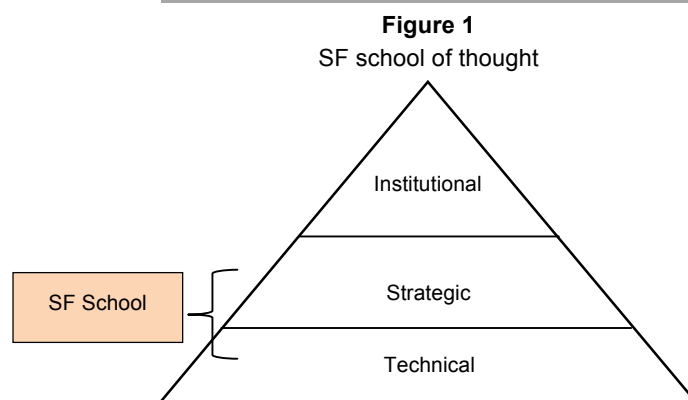 Figure 1
SF school of thought
Institutional
SF School
Strategic
Technical